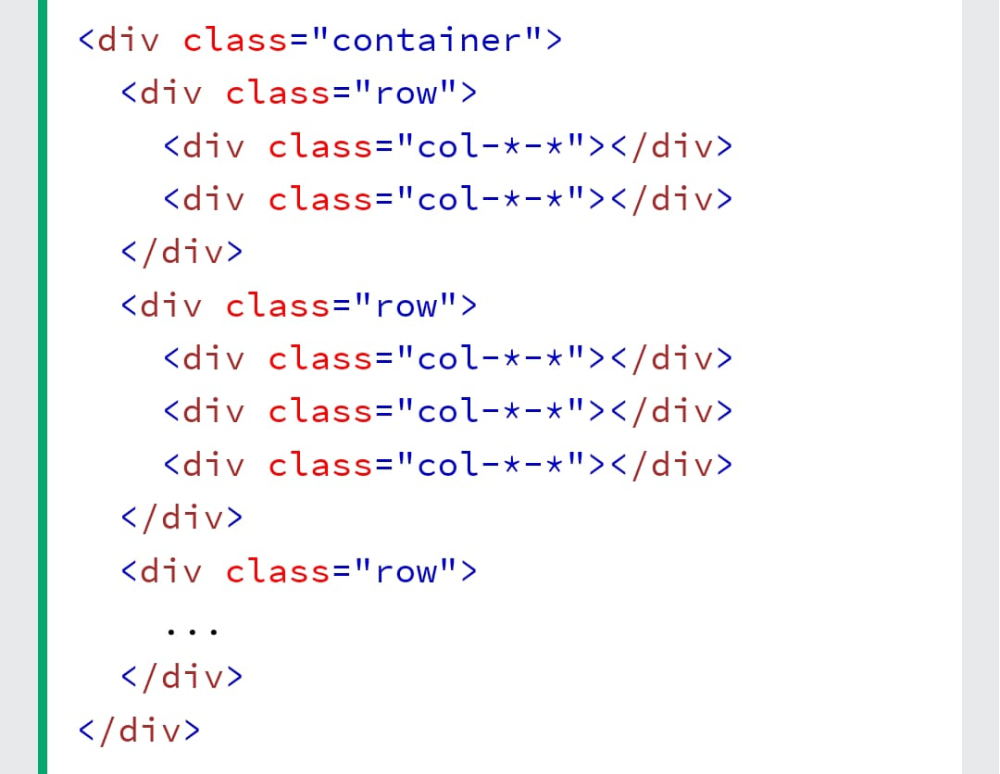 <div class="container">
  <div class="row">
    <div class="col-*-*"></div>
    <div class="col-*-*"></div>
  </div>
  <div class="row">
    <div class="col-*-*"></div>
    <div class="col-*-*"></div>
    <div class="col-*-*"></div>
  </div>
  <div class="row">
    ...
  </div>
</div>